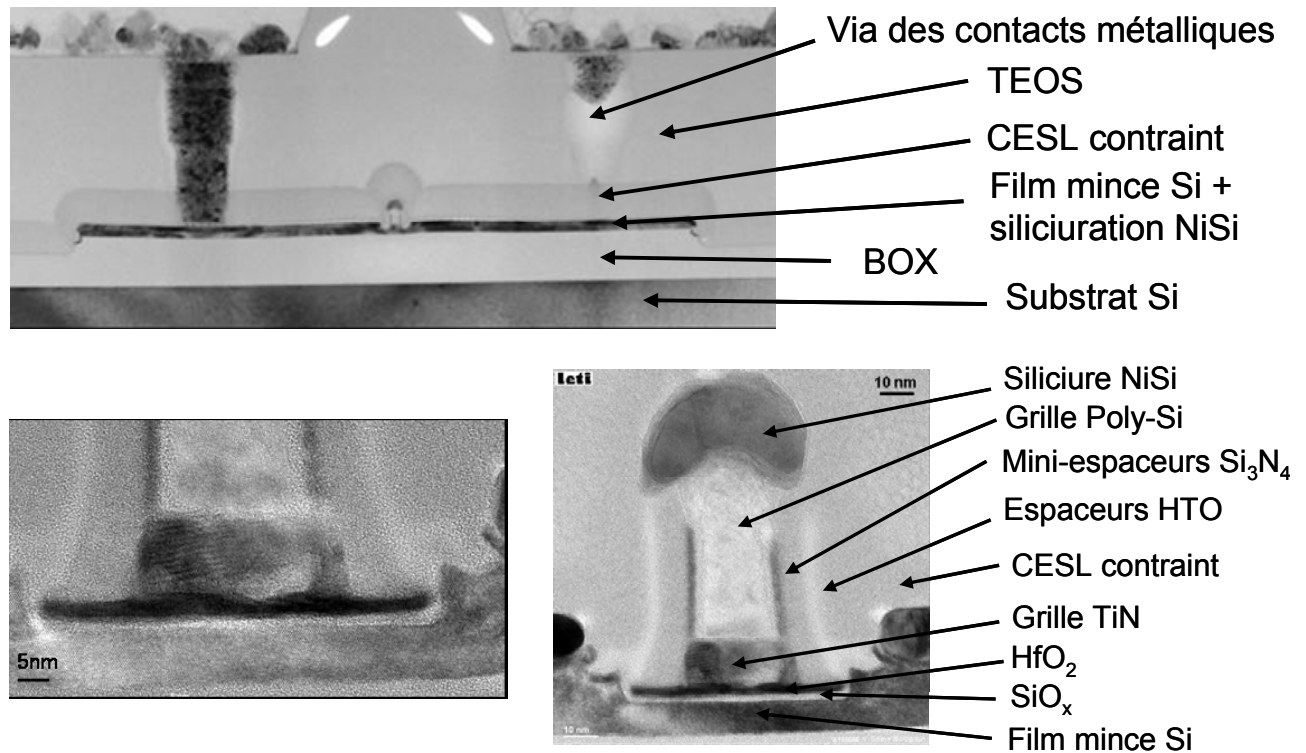 Via des contacts métalliques
TEOS
CESL contraint
Film mince Si +
siliciuration NiSi
BOX
Substrat Si
leti
10 nm
Siliciure NiSi
Grille Poly-Si
Mini-espaceurs Si₃N₄
Espaceurs HTO
CESL contraint
Grille TiN
HfO₂
SiOₓ
Film mince Si
5nm
10 nm